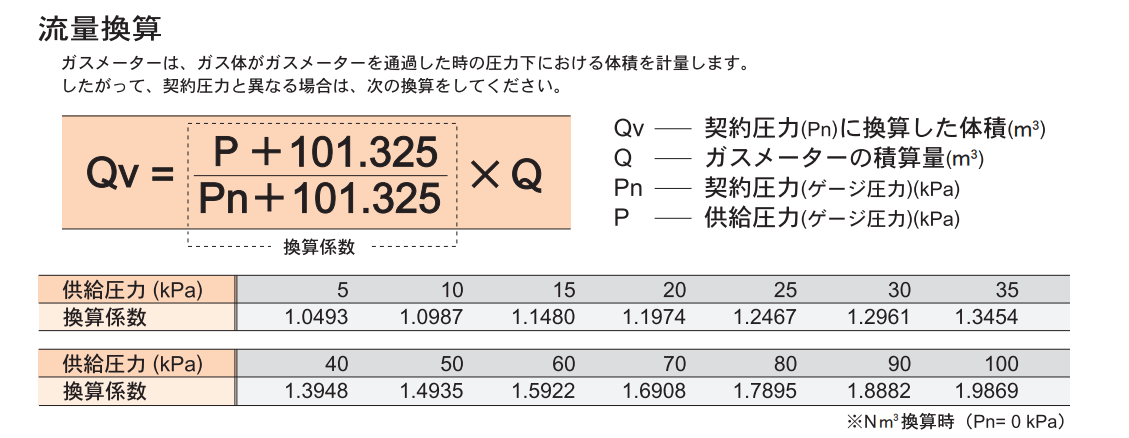 流量換算
ガスメーターは、ガス体がガスメーターを通過した時の圧力下における体積を計量します。
したがって、契約圧力と異なる場合は、次の換算をしてください。
Qv = P＋101.325 / Pn＋101.325 × Q
換算係数
Qv ── 契約圧力(Pn)に換算した体積(m³)
Q ── ガスメーターの積算量(m³)
Pn ── 契約圧力(ゲージ圧力)(kPa)
P ── 供給圧力(ゲージ圧力)(kPa)
供給圧力 (kPa) 5 10 15 20 25 30 35
換算係数 1.0493 1.0987 1.1480 1.1974 1.2467 1.2961 1.3454
供給圧力 (kPa) 40 50 60 70 80 90 100
換算係数 1.3948 1.4935 1.5922 1.6908 1.7895 1.8882 1.9869
※Nm³換算時（Pn= 0 kPa）